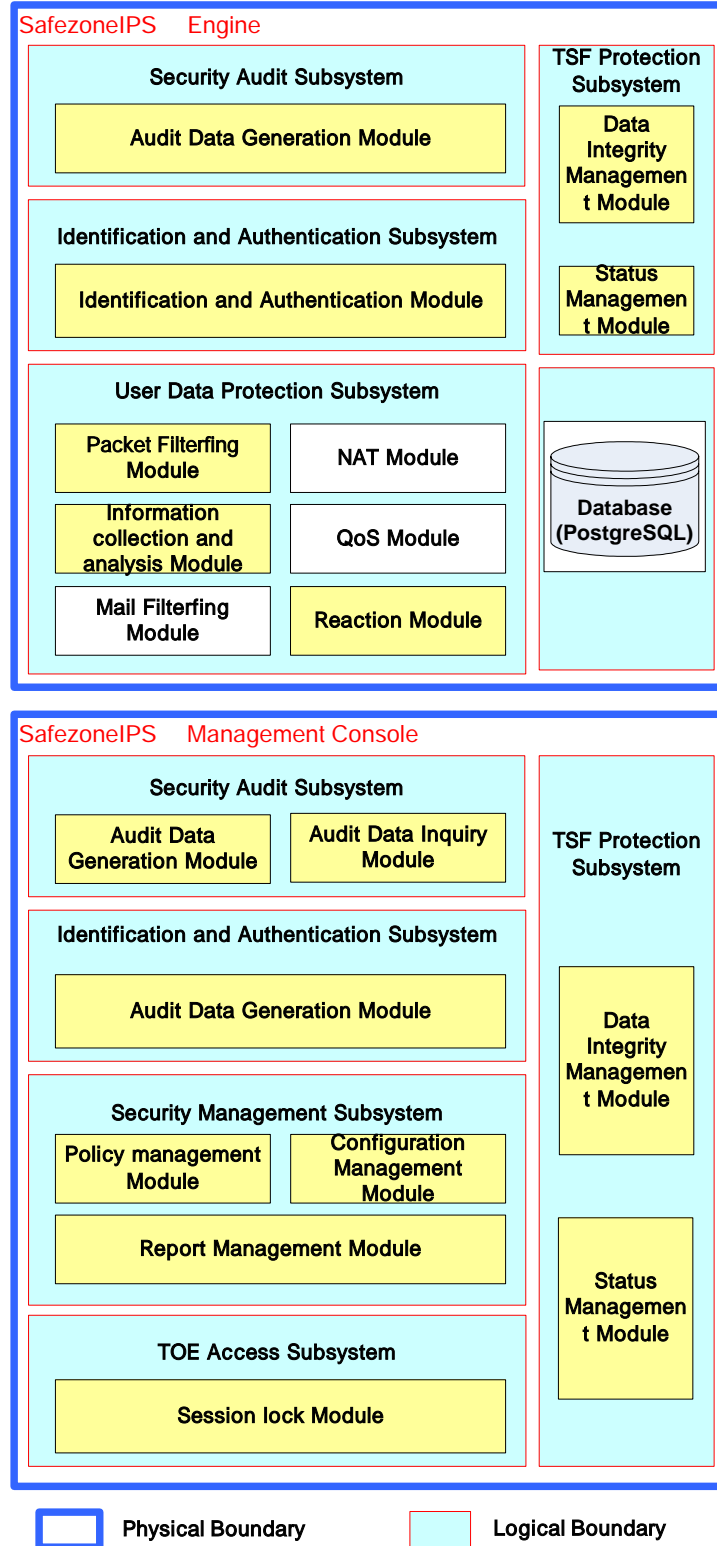 SafezoneIPS Engine
Security Audit Subsystem
Audit Data Generation Module
TSF Protection
Subsystem
Data
Integrity
Managemen
t Module
Status
Managemen
t Module
Identification and Authentication Subsystem
Identification and Authentication Module
User Data Protection Subsystem
Packet Filterfing
Module
NAT Module
Information
collection and
analysis Module
QoS Module
Mail Filterfing
Module
Reaction Module
Database
(PostgreSQL)
SafezoneIPS Management Console
Security Audit Subsystem
Audit Data
Generation Module
Audit Data Inquiry
Module
TSF Protection
Subsystem
Data
Integrity
Managemen
t Module
Status
Managemen
t Module
Identification and Authentication Subsystem
Audit Data Generation Module
Security Management Subsystem
Policy management
Module
Configuration
Management
Module
Report Management Module
TOE Access Subsystem
Session lock Module
Physical Boundary
Logical Boundary